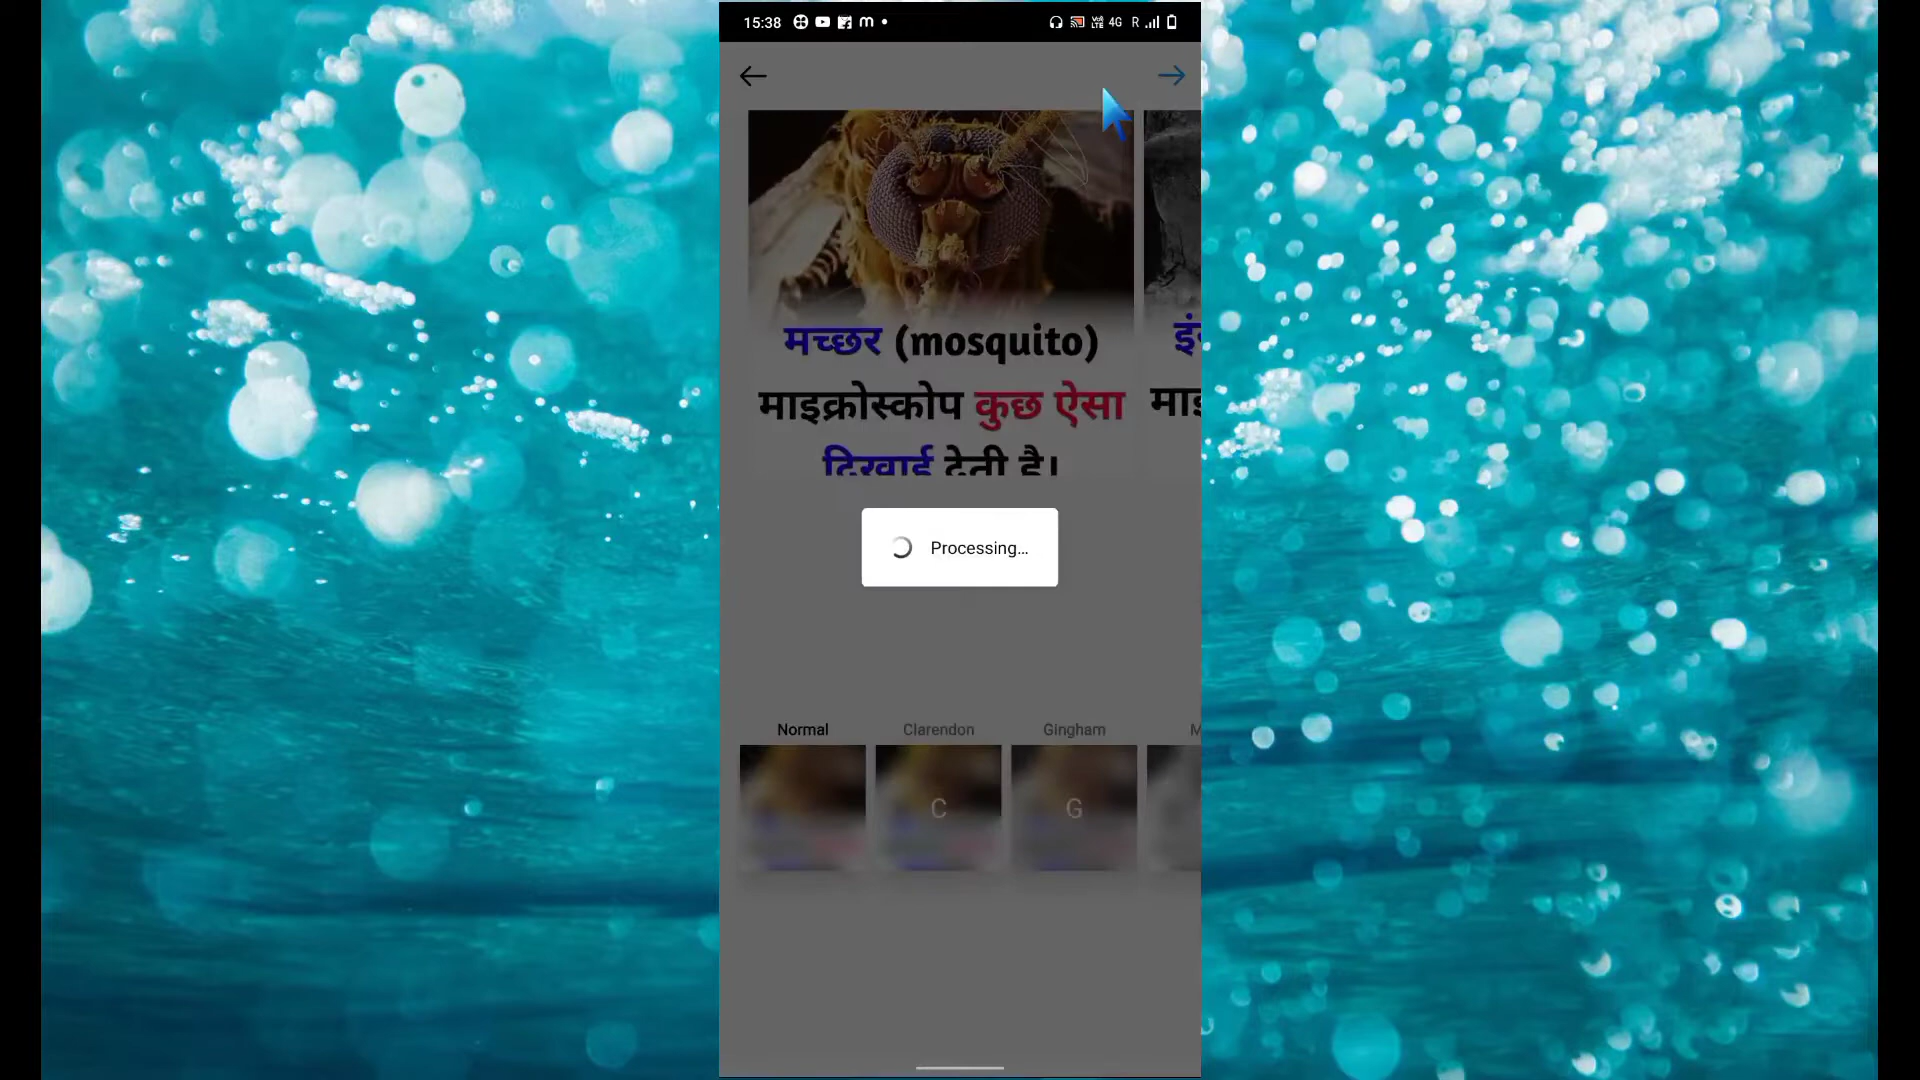 15:38
4G R
मच्छर (mosquito)
माइक्रोस्कोप कुछ ऐसा
दिखाई देती है।
Processing...
Normal Clarendon Gingham M
C G